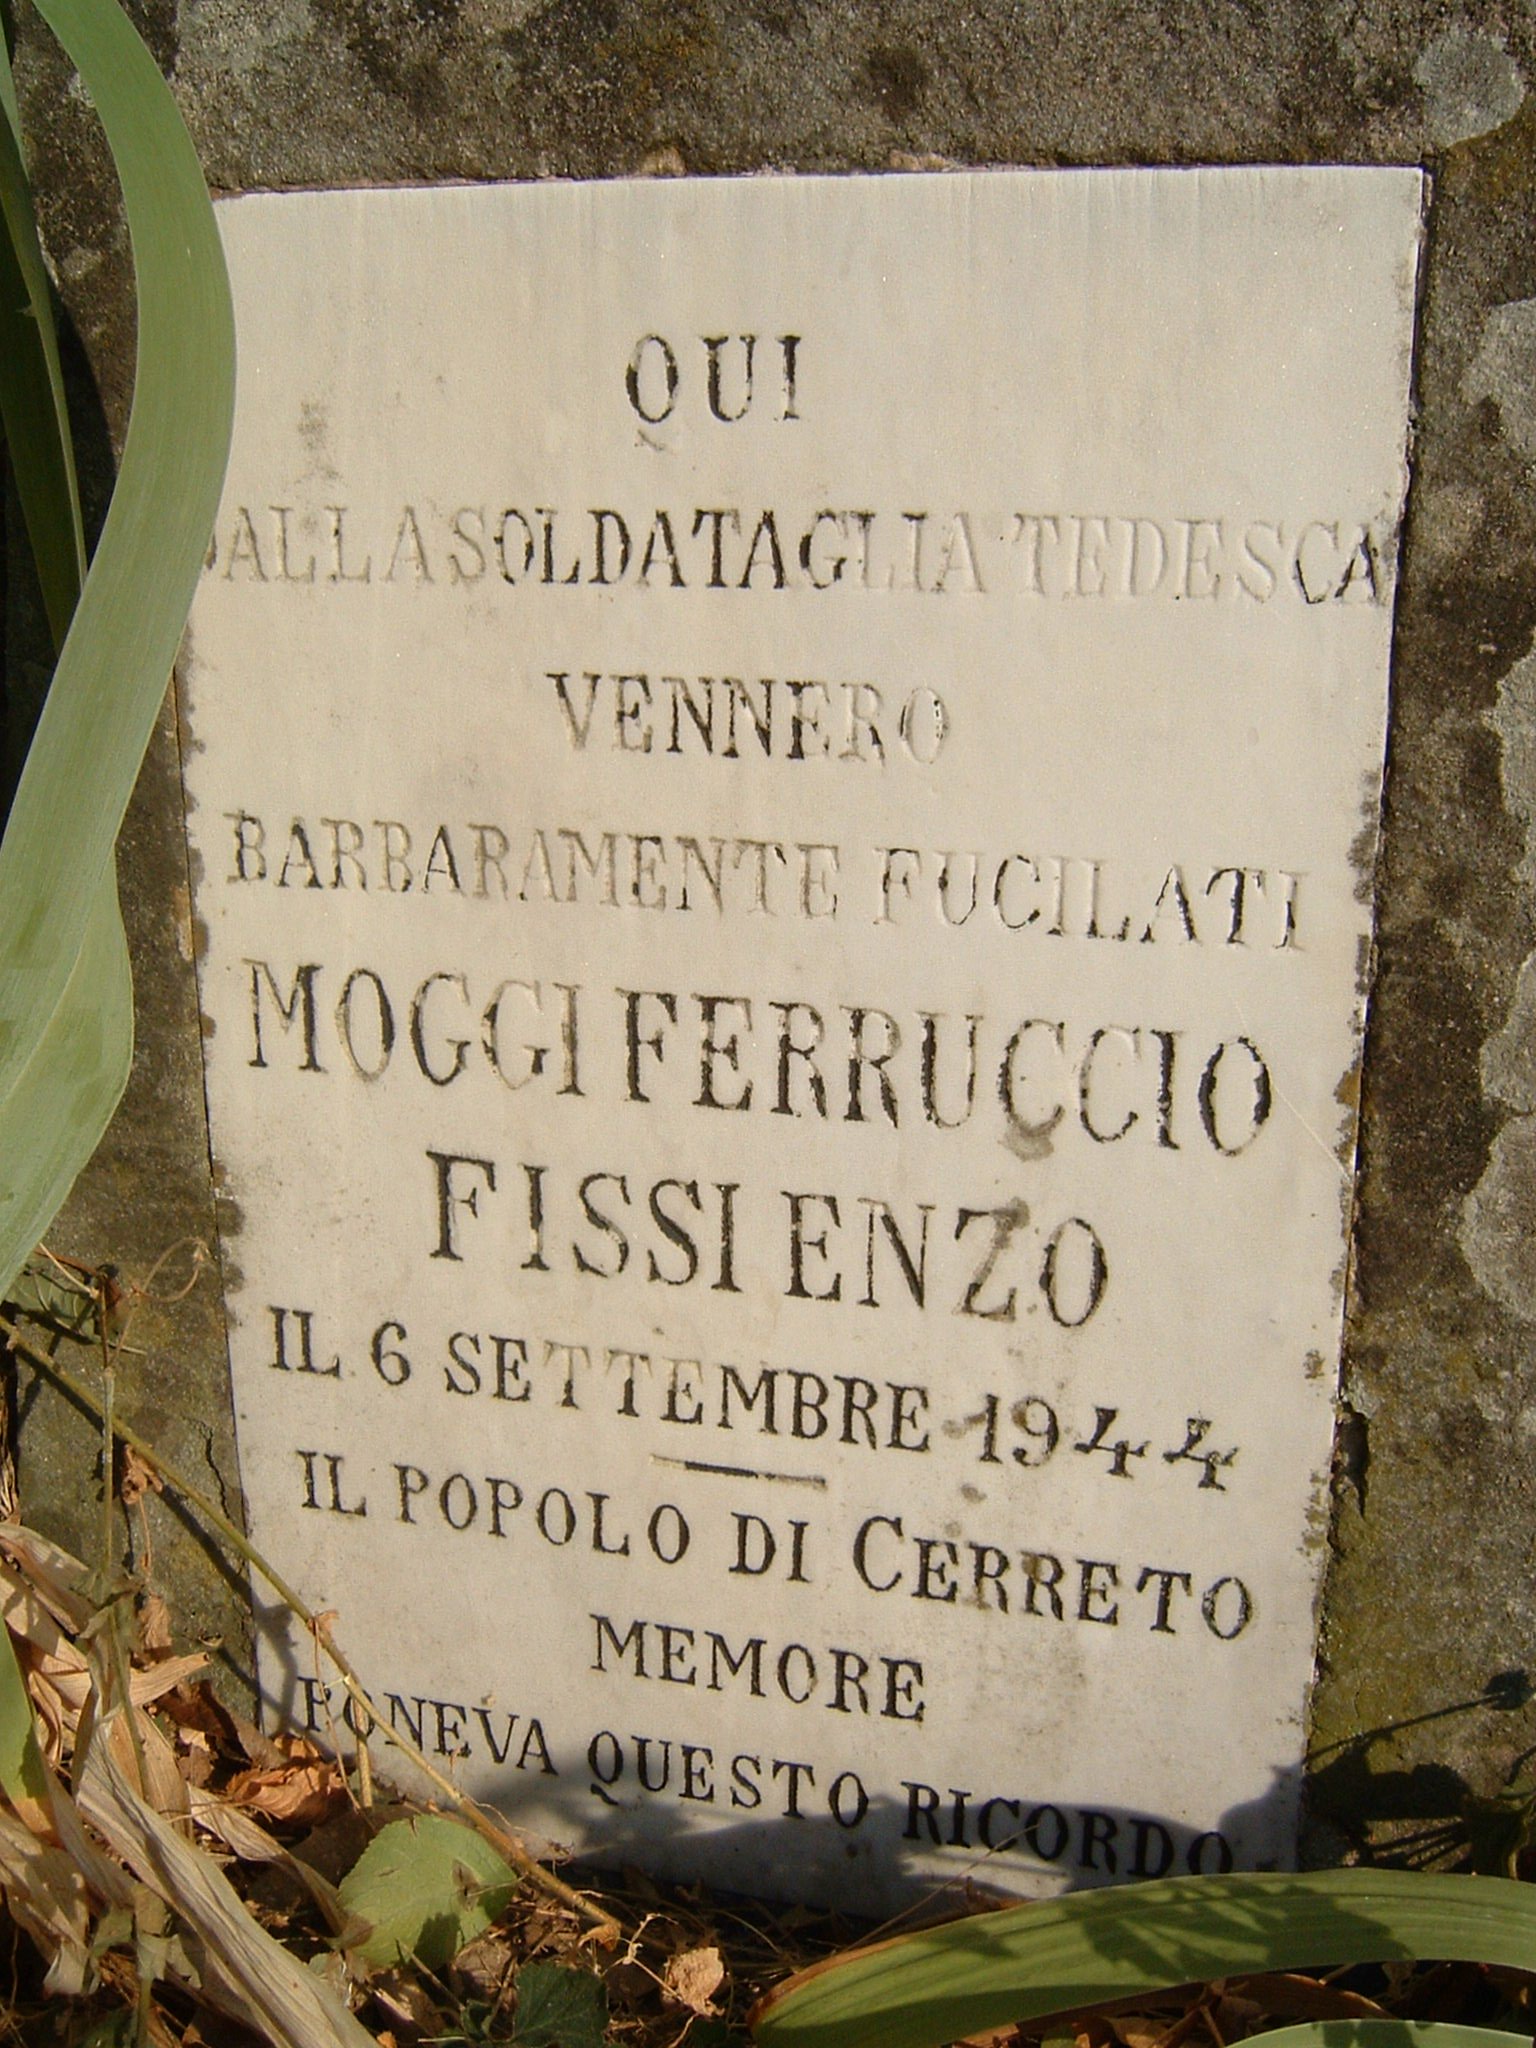 QUI
DALLA SOLDATAGLIA TEDESCA
VENNERO
BARBARAMENTE FUCILATI
MOGGI FERRUCCIO
FISSI ENZO
IL 6 SETTEMBRE 1944
IL POPOLO DI CERRETO
MEMORE
PONEVA QUESTO RICORDO